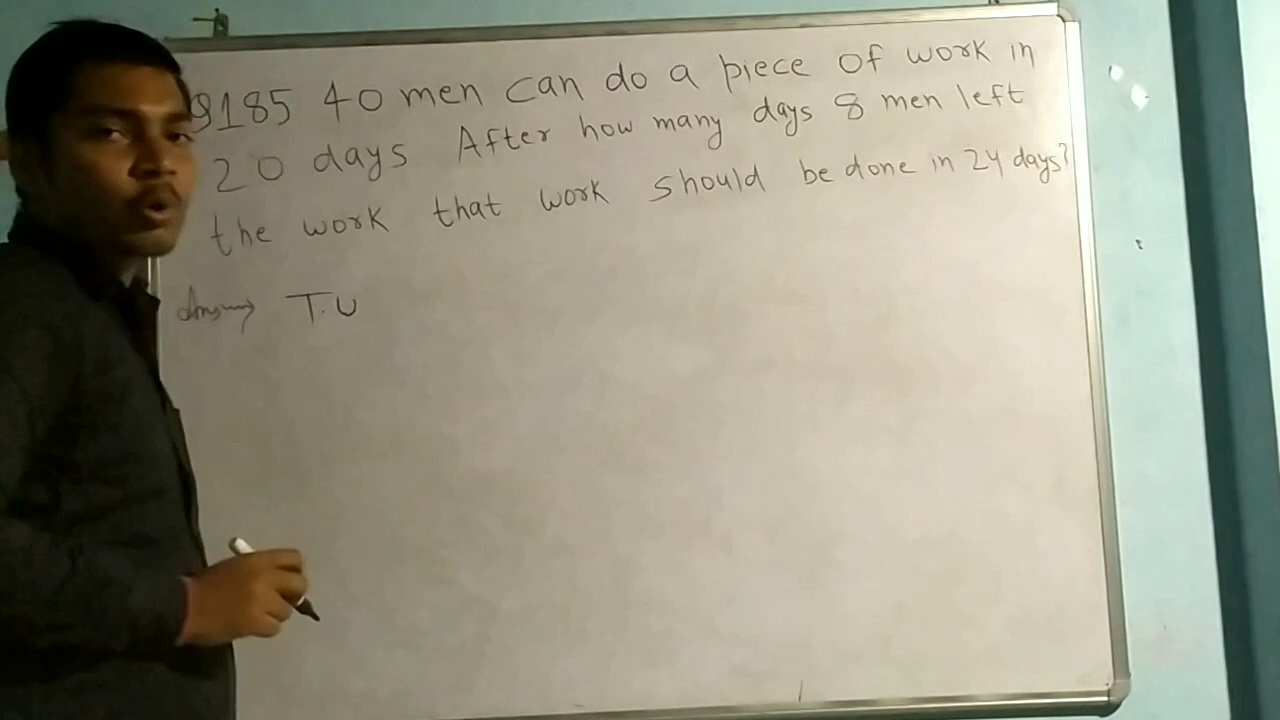 9185 40 men can do a piece of work in
20 days After how many days 8 men left
the work that work should be done in 24 days?
Ans→ T.U